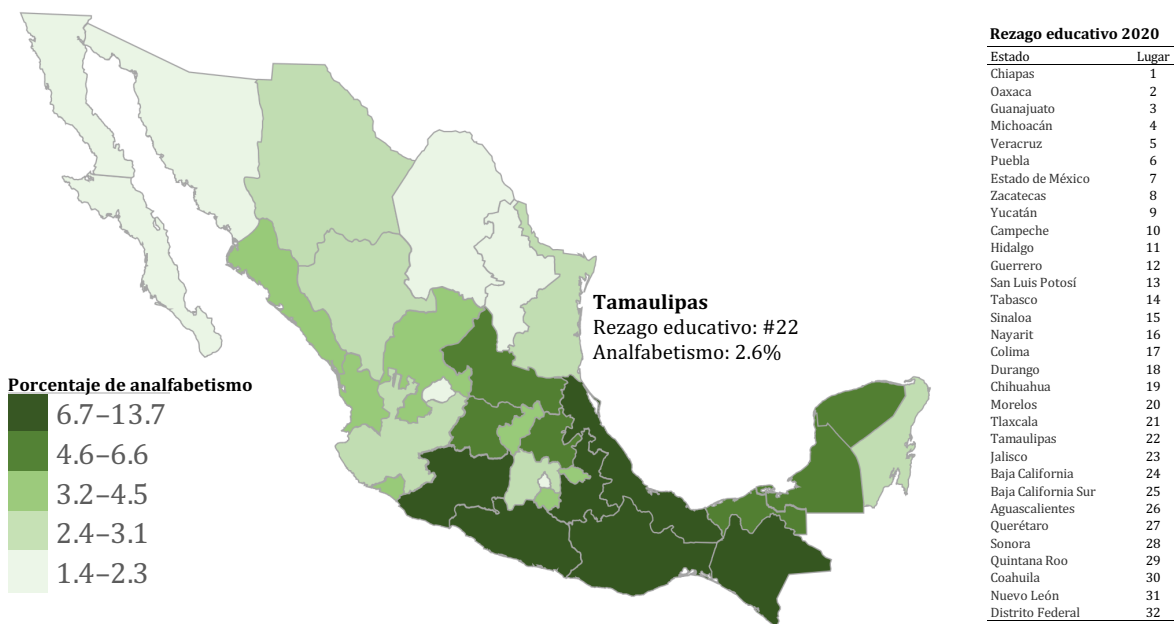 Rezago educativo 2020
Estado Lugar
Chiapas 1
Oaxaca 2
Guanajuato 3
Michoacán 4
Veracruz 5
Puebla 6
Estado de México 7
Zacatecas 8
Yucatán 9
Campeche 10
Hidalgo 11
Guerrero 12
San Luis Potosí 13
Tabasco 14
Sinaloa 15
Nayarit 16
Colima 17
Durango 18
Chihuahua 19
Morelos 20
Tlaxcala 21
Tamaulipas 22
Jalisco 23
Baja California 24
Baja California Sur 25
Aguascalientes 26
Querétaro 27
Sonora 28
Quintana Roo 29
Coahuila 30
Nuevo León 31
Distrito Federal 32
Tamaulipas
Rezago educativo: #22
Analfabetismo: 2.6%
Porcentaje de analfabetismo
6.7–13.7
4.6–6.6
3.2–4.5
2.4–3.1
1.4–2.3